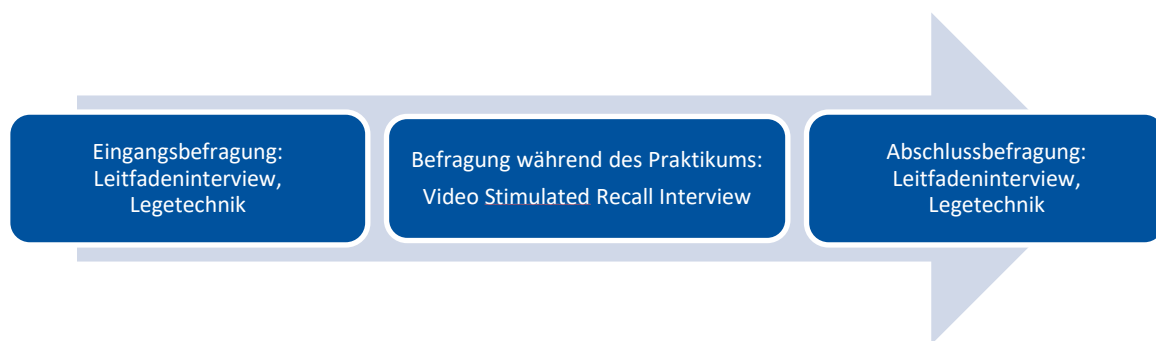 Eingangsbefragung:
Leitfadeninterview,
Legetechnik
Befragung während des Praktikums:
Video Stimulated Recall Interview
Abschlussbefragung:
Leitfadeninterview,
Legetechnik